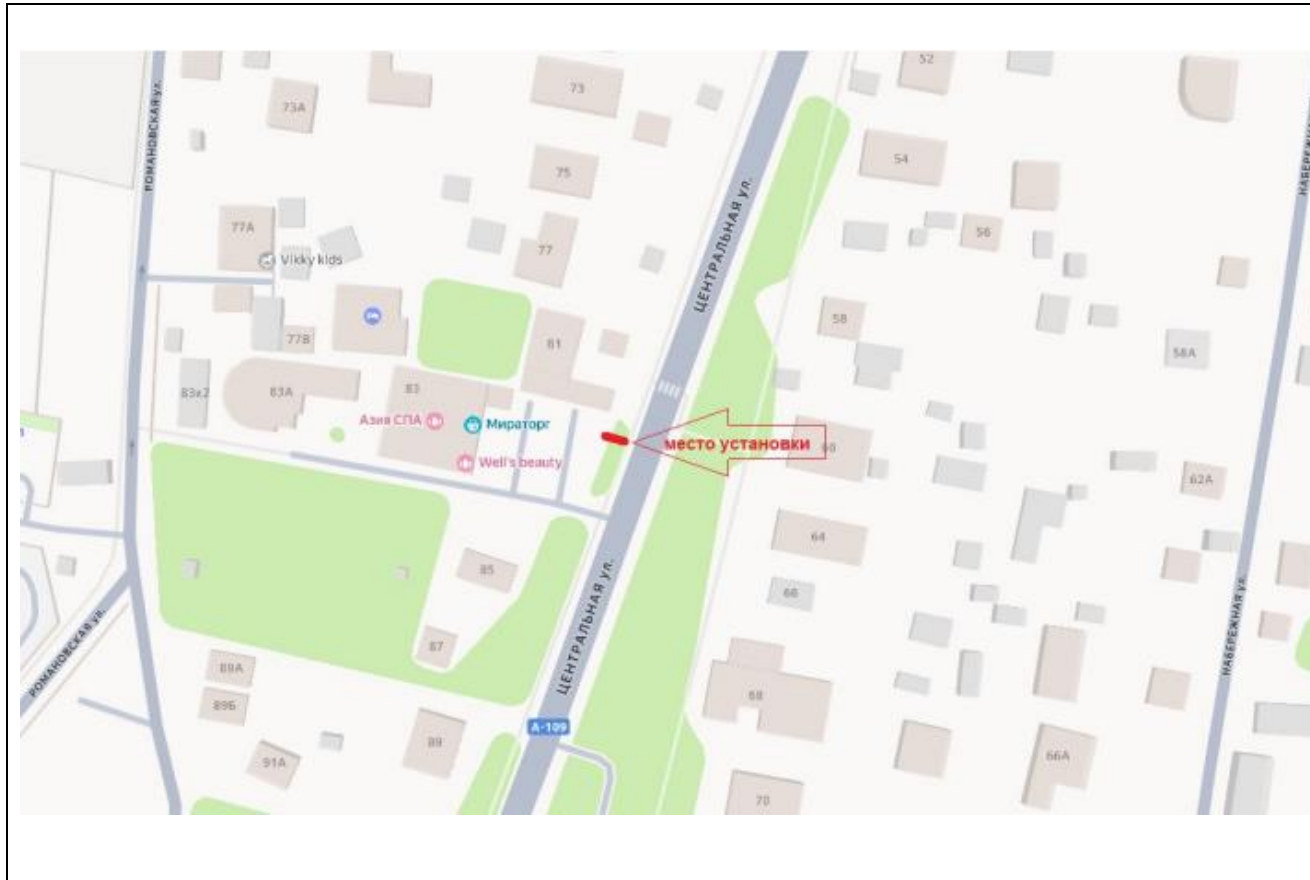 52
73
73А
РОМАНОВСКАЯ ул.
НАБЕРЕЖНАЯ
54
75
ЦЕНТРАЛЬНАЯ ул.
77А
56
77
Vikky kids
58
77В
81
58А
83
83к2
83А
Азия СПА
Мираторг
место установки
60
Well's beauty
62А
64
85
66
ЦЕНТРАЛЬНАЯ ул.
НАБЕРЕЖНАЯ ул.
РОМАНОВСКАЯ ул.
87
89А
68
89Б
А-109
89
91А
66А
70